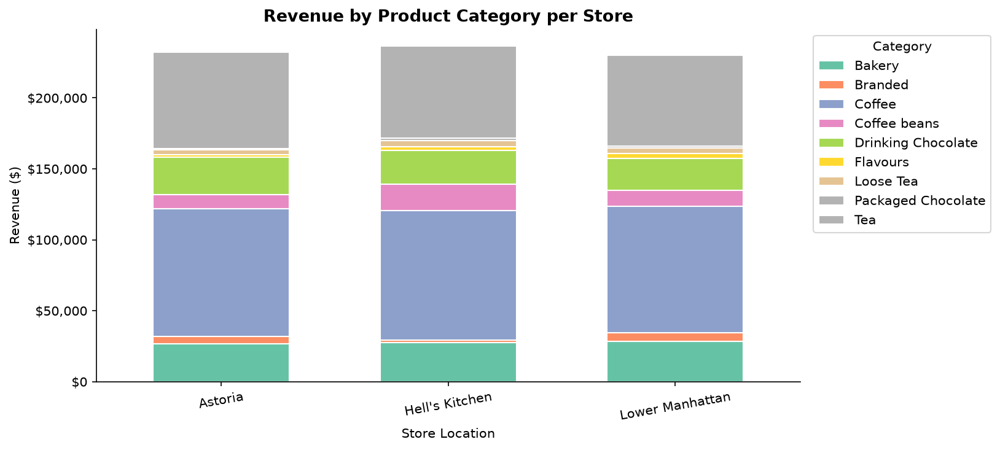 Revenue by Product Category per Store
Revenue ($)
$200,000
$150,000
$100,000
$50,000
$0
Astoria
Hell's Kitchen
Lower Manhattan
Store Location
Category
Bakery
Branded
Coffee
Coffee beans
Drinking Chocolate
Flavours
Loose Tea
Packaged Chocolate
Tea